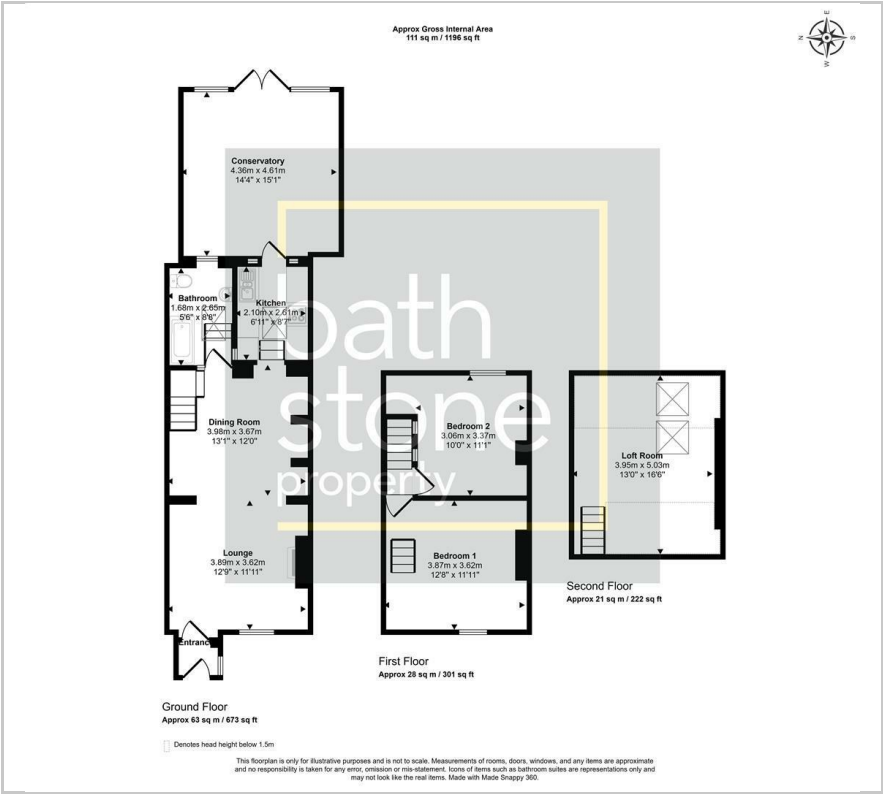 Approx Gross Internal Area
111 sq m / 1196 sq ft
N
E
S
W
Conservatory
4.36m x 4.61m
14'4" x 15'1"
Bathroom
1.68m x 2.65m
5'6" x 8'8"
Kitchen
2.10m x 2.61m
6'11" x 8'7"
bath
stone
property
Dining Room
3.98m x 3.67m
13'1" x 12'0"
Bedroom 2
3.06m x 3.37m
10'0" x 11'1"
Loft Room
3.95m x 5.03m
13'0" x 16'6"
Lounge
3.89m x 3.62m
12'9" x 11'11"
Bedroom 1
3.87m x 3.62m
12'8" x 11'11"
Entrance
Second Floor
Approx 21 sq m / 222 sq ft
First Floor
Approx 28 sq m / 301 sq ft
Ground Floor
Approx 63 sq m / 673 sq ft
Denotes head height below 1.5m
This floorplan is only for illustrative purposes and is not to scale. Measurements of rooms, doors, windows, and any items are approximate
and no responsibility is taken for any error, omission or mis-statement. Icons of items such as bathroom suites are representations only and
may not look like the real items. Made with Made Snappy 360.